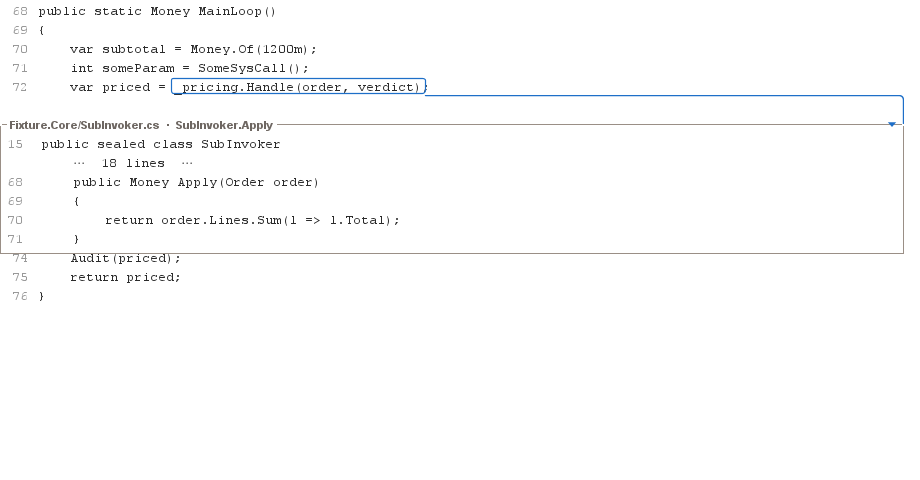 68 public static Money MainLoop()
69 {
70     var subtotal = Money.Of(1200m);
71     int someParam = SomeSysCall();
72     var priced = _pricing.Handle(order, verdict);
Fixture.Core/SubInvoker.cs · SubInvoker.Apply
15 public sealed class SubInvoker
    ··· 18 lines ···
68     public Money Apply(Order order)
69     {
70         return order.Lines.Sum(l => l.Total);
71     }
74     Audit(priced);
75     return priced;
76 }